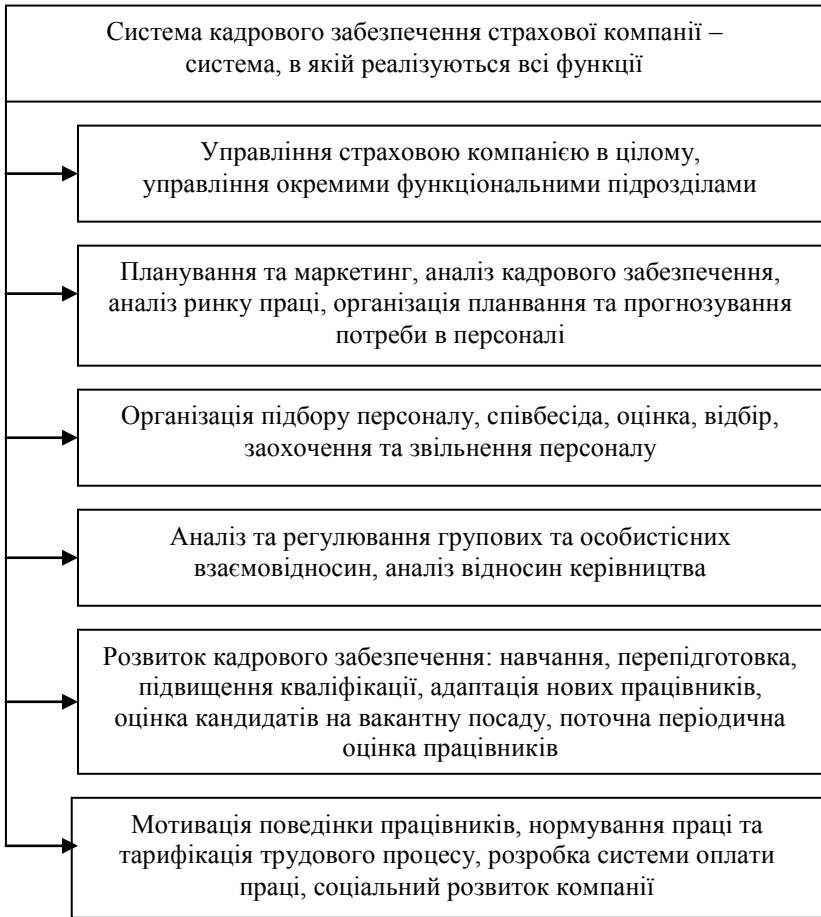 Система кадрового забезпечення страхової компанії –
система, в якій реалізуються всі функції
Управління страховою компанією в цілому,
управління окремими функціональними підрозділами
Планування та маркетинг, аналіз кадрового забезпечення,
аналіз ринку праці, організація планвання та прогнозування
потреби в персоналі
Організація підбору персоналу, співбесіда, оцінка, відбір,
заохочення та звільнення персоналу
Аналіз та регулювання групових та особистісних
взаємовідносин, аналіз відносин керівництва
Розвиток кадрового забезпечення: навчання, перепідготовка,
підвищення кваліфікації, адаптація нових працівників,
оцінка кандидатів на вакантну посаду, поточна періодична
оцінка працівників
Мотивація поведінки працівників, нормування праці та
тарифікація трудового процесу, розробка системи оплати
праці, соціальний розвиток компанії